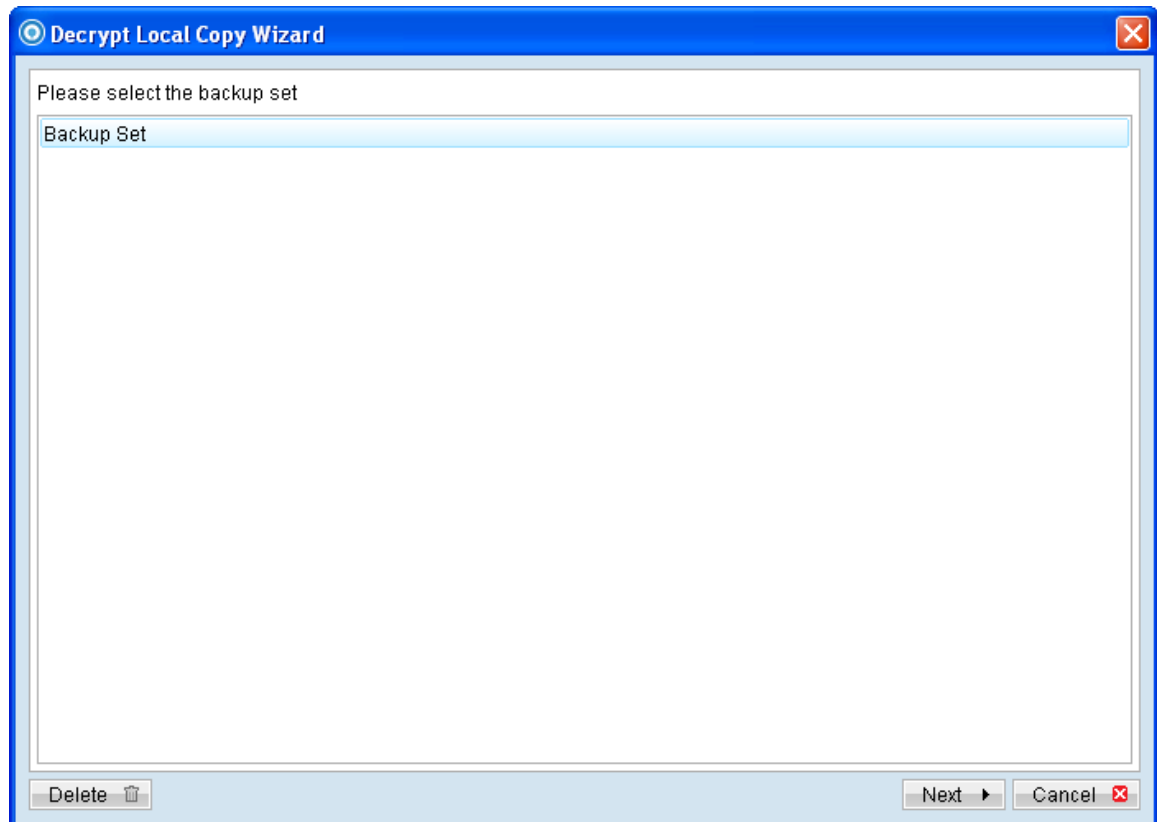 Decrypt Local Copy Wizard
Please select the backup set
Backup Set
Delete
Next
Cancel